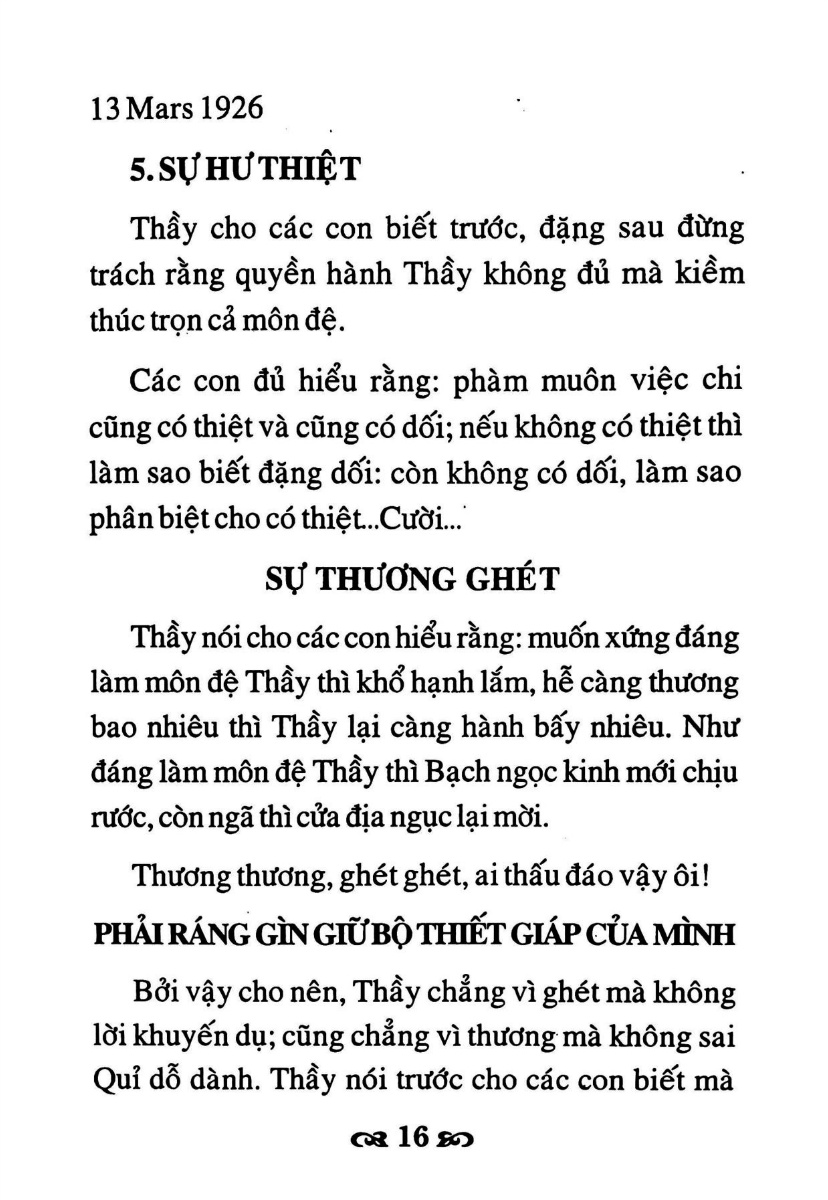 13 Mars 1926
5. SỰ HƯ THIỆT
Thầy cho các con biết trước, đặng sau đừng
trách rằng quyền hành Thầy không đủ mà kiềm
thúc trọn cả môn đệ.
Các con đủ hiểu rằng: phàm muôn việc chi
cũng có thiệt và cũng có dối; nếu không có thiệt thì
làm sao biết đặng dối: còn không có dối, làm sao
phân biệt cho có thiệt...Cười...
SỰ THƯƠNG GHÉT
Thầy nói cho các con hiểu rằng: muốn xứng đáng
làm môn đệ Thầy thì khổ hạnh lắm, hễ càng thương
bao nhiêu thì Thầy lại càng hành bấy nhiêu. Như
đáng làm môn đệ Thầy thì Bạch ngọc kinh mới chịu
rước, còn ngã thì cửa địa ngục lại mời.
Thương thương, ghét ghét, ai thấu đáo vậy ôi!
PHẢI RÁNG GÌN GIỮ BỘ THIẾT GIÁP CỦA MÌNH
Bởi vậy cho nên, Thầy chẳng vì ghét mà không
lời khuyến dụ; cũng chẳng vì thương mà không sai
Quỉ dỗ dành. Thầy nói trước cho các con biết mà
16